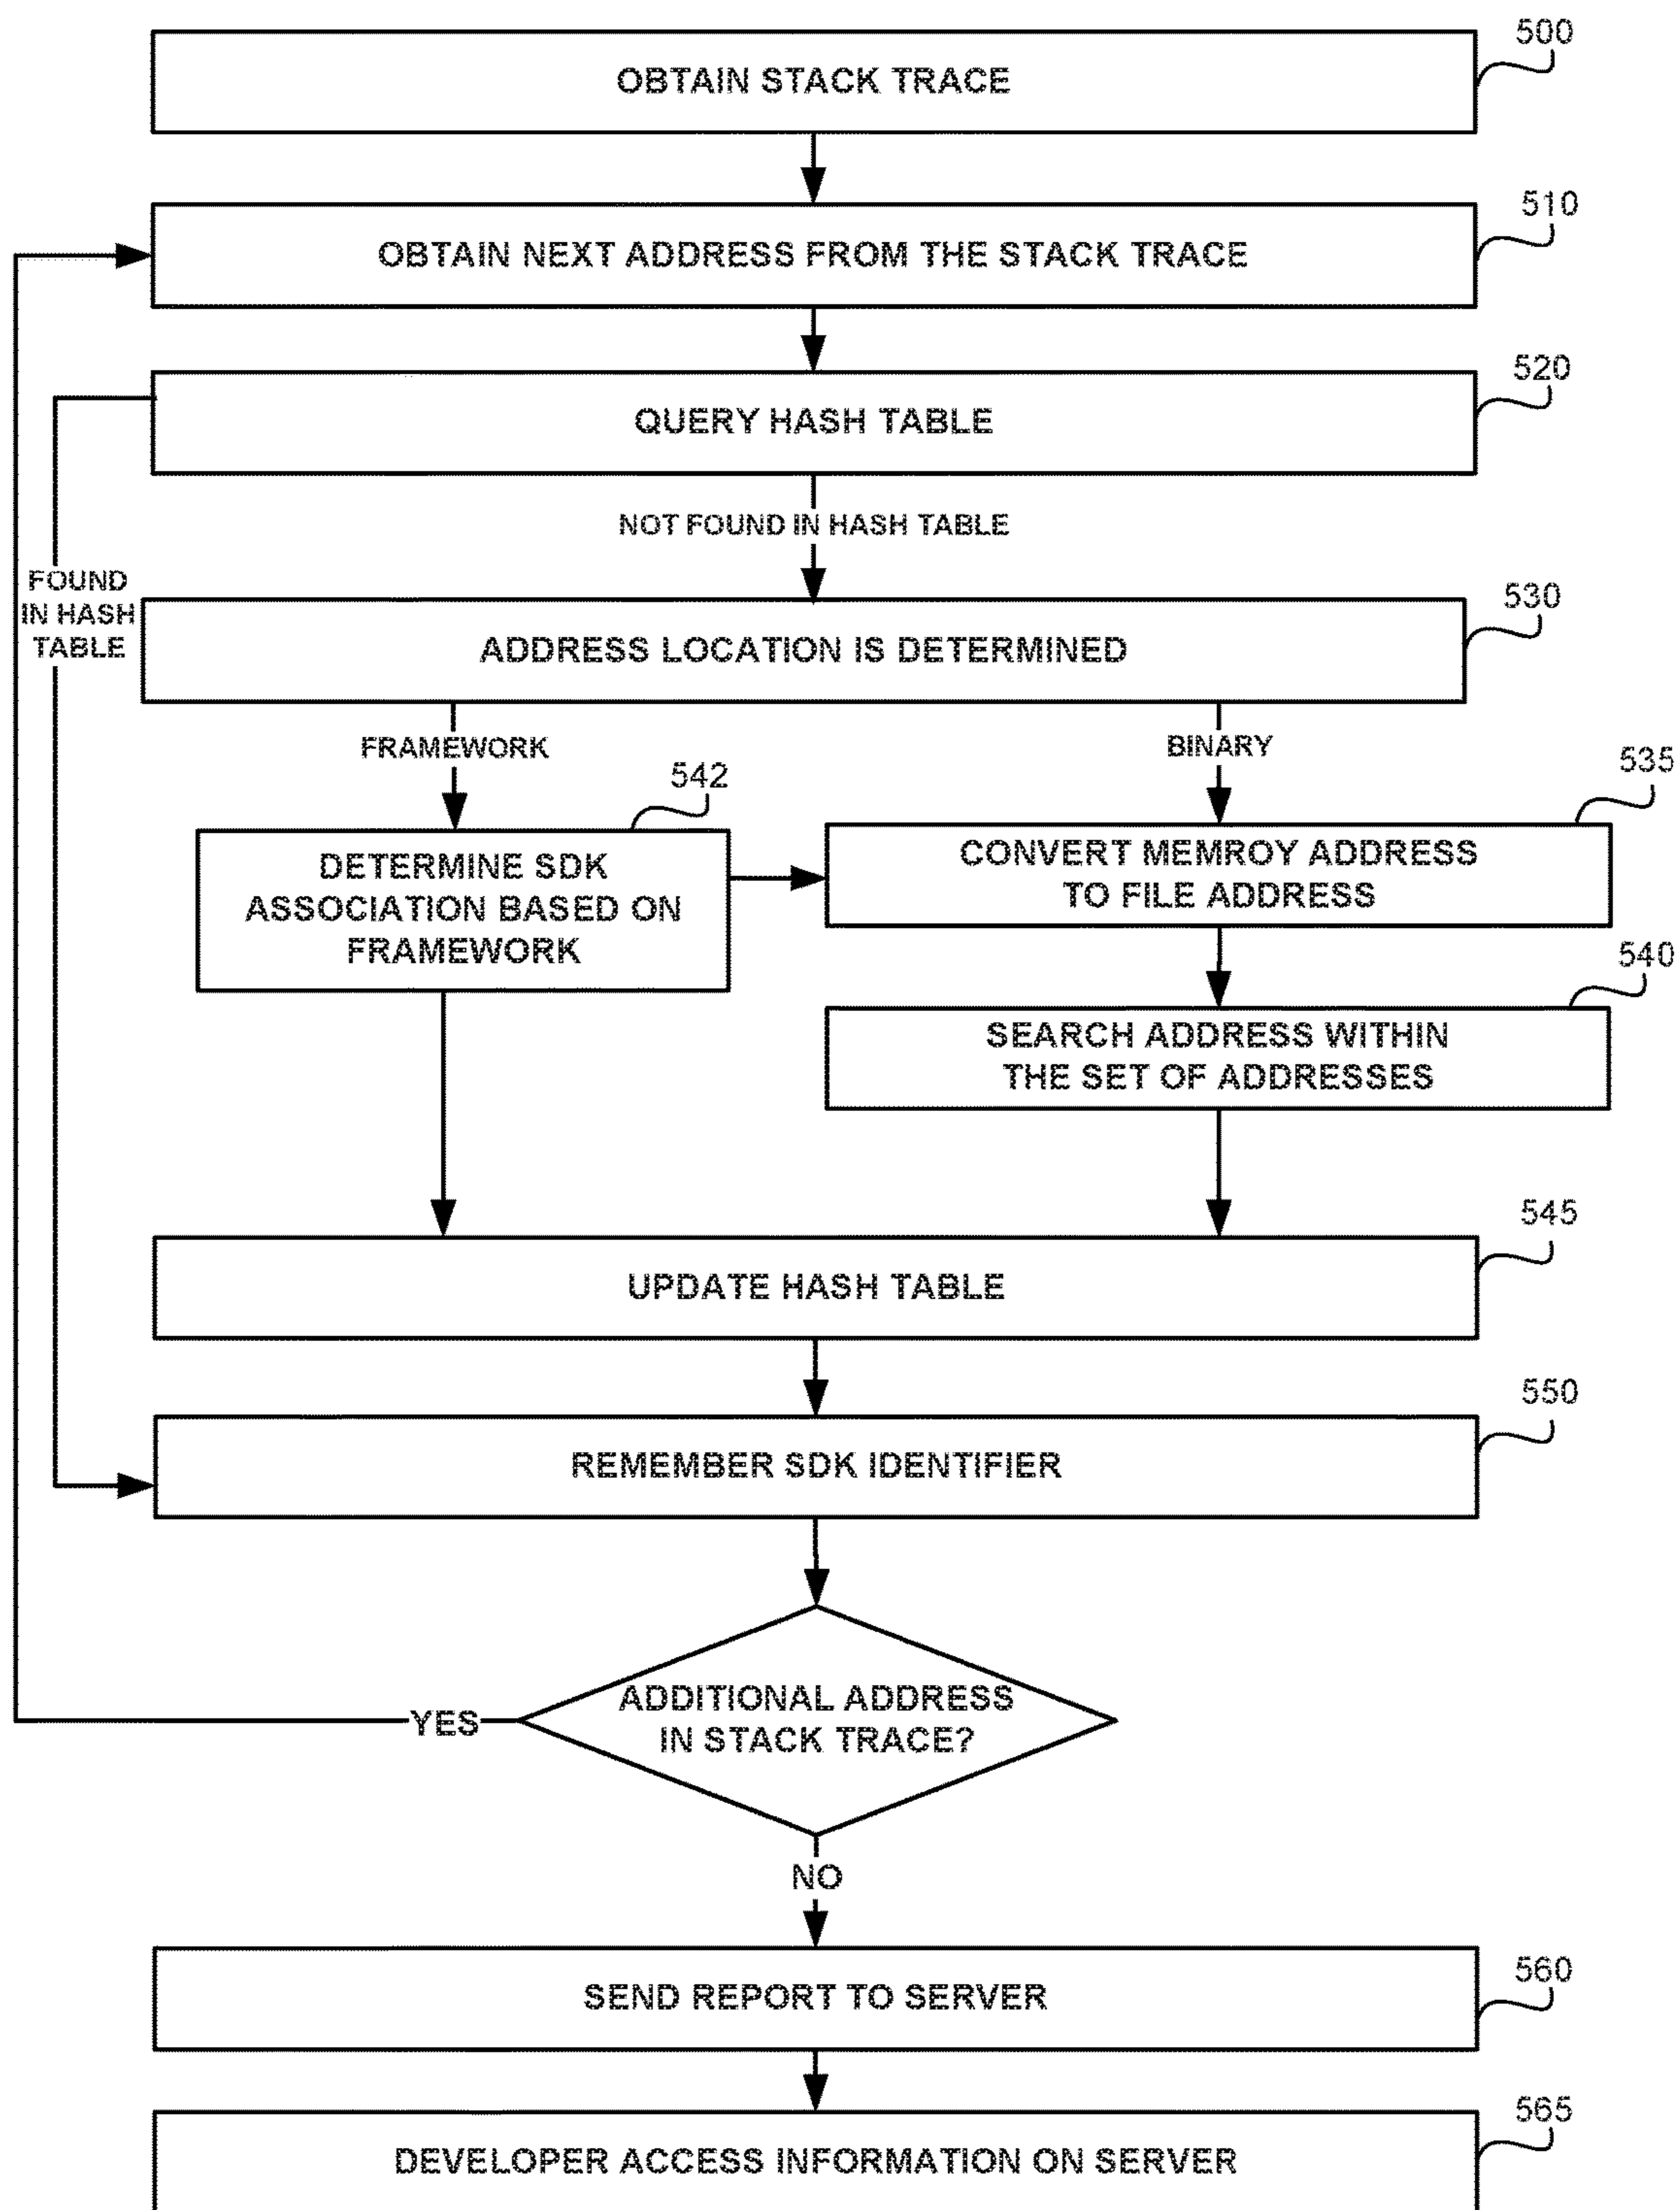 500
OBTAIN STACK TRACE
510
OBTAIN NEXT ADDRESS FROM THE STACK TRACE
520
QUERY HASH TABLE
NOT FOUND IN HASH TABLE
FOUND
IN HASH
TABLE
530
ADDRESS LOCATION IS DETERMINED
FRAMEWORK
BINARY
542
535
DETERMINE SDK
ASSOCIATION BASED ON
FRAMEWORK
CONVERT MEMROY ADDRESS
TO FILE ADDRESS
540
SEARCH ADDRESS WITHIN
THE SET OF ADDRESSES
545
UPDATE HASH TABLE
550
REMEMBER SDK IDENTIFIER
ADDITIONAL ADDRESS
IN STACK TRACE?
YES
NO
560
SEND REPORT TO SERVER
565
DEVELOPER ACCESS INFORMATION ON SERVER